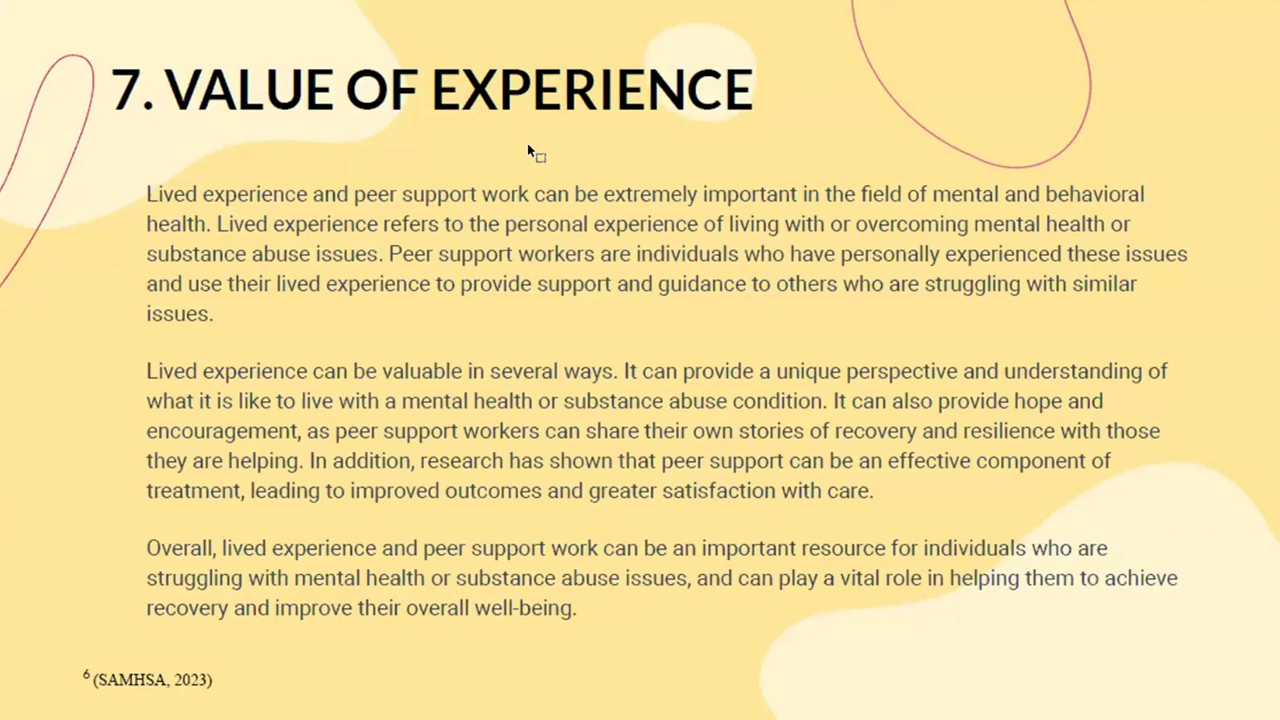 7. VALUE OF EXPERIENCE
Lived experience and peer support work can be extremely important in the field of mental and behavioral
health. Lived experience refers to the personal experience of living with or overcoming mental health or
substance abuse issues. Peer support workers are individuals who have personally experienced these issues
and use their lived experience to provide support and guidance to others who are struggling with similar
issues.
Lived experience can be valuable in several ways. It can provide a unique perspective and understanding of
what it is like to live with a mental health or substance abuse condition. It can also provide hope and
encouragement, as peer support workers can share their own stories of recovery and resilience with those
they are helping. In addition, research has shown that peer support can be an effective component of
treatment, leading to improved outcomes and greater satisfaction with care.
Overall, lived experience and peer support work can be an important resource for individuals who are
struggling with mental health or substance abuse issues, and can play a vital role in helping them to achieve
recovery and improve their overall well-being.
6 (SAMHSA, 2023)